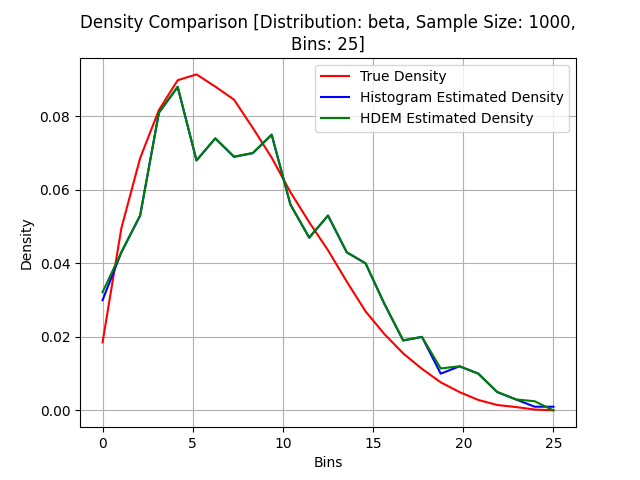 Density Comparison [Distribution: beta, Sample Size: 1000,
Bins: 25]
True Density
Histogram Estimated Density
HDEM Estimated Density
Density
0.08
0.06
0.04
0.02
0.00
0 5 10 15 20 25
Bins